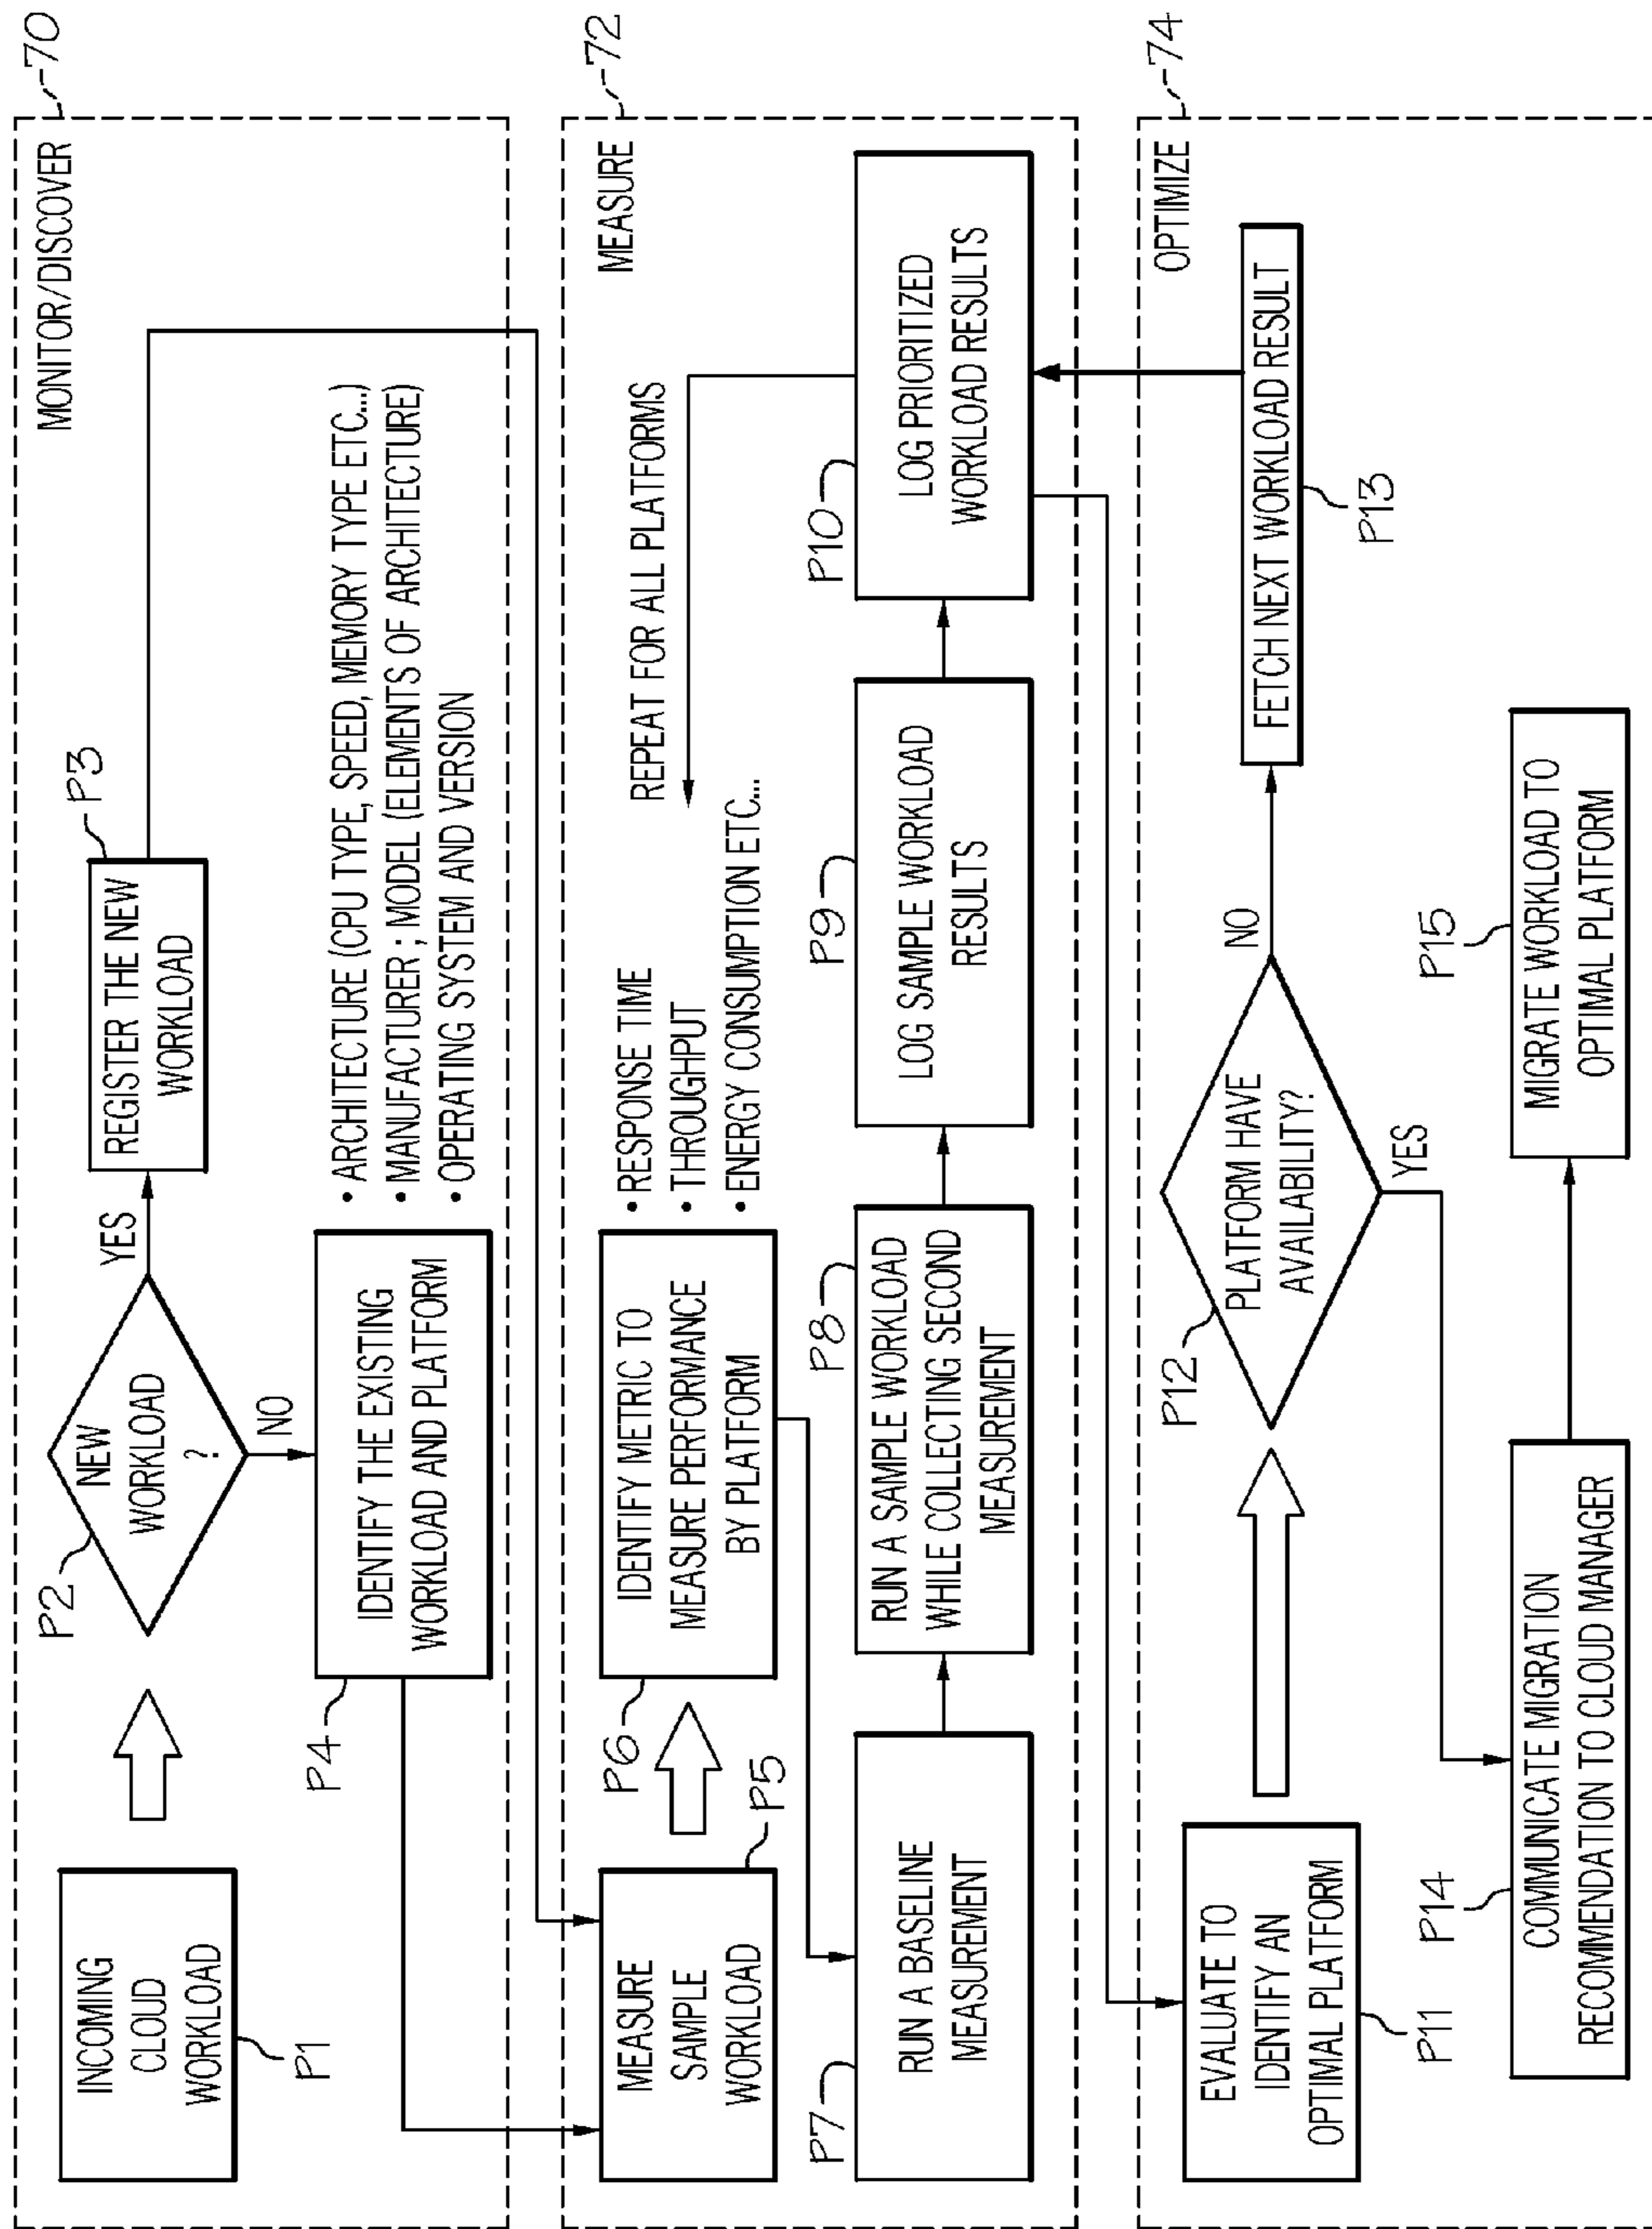 MONITOR/DISCOVER
70
INCOMING
CLOUD
WORKLOAD
P1
P2
NEW
WORKLOAD
?
YES
NO
REGISTER THE NEW
WORKLOAD
P3
P4
IDENTIFY THE EXISTING
WORKLOAD AND PLATFORM
• ARCHITECTURE (CPU TYPE, SPEED, MEMORY TYPE ETC...)
• MANUFACTURER ; MODEL (ELEMENTS OF ARCHITECTURE)
• OPERATING SYSTEM AND VERSION
MEASURE
72
MEASURE
SAMPLE
WORKLOAD
P5
P6
IDENTIFY METRIC TO
MEASURE PERFORMANCE
BY PLATFORM
• RESPONSE TIME
• THROUGHPUT
• ENERGY CONSUMPTION ETC...
REPEAT FOR ALL PLATFORMS
P7
RUN A BASELINE
MEASUREMENT
P8
RUN A SAMPLE WORKLOAD
WHILE COLLECTING SECOND
MEASUREMENT
P9
LOG SAMPLE WORKLOAD
RESULTS
P10
LOG PRIORITIZED
WORKLOAD RESULTS
OPTIMIZE
74
EVALUATE TO
IDENTIFY AN
OPTIMAL PLATFORM
P11
P12
PLATFORM HAVE
AVAILABILITY?
NO
YES
FETCH NEXT WORKLOAD RESULT
P13
P14
COMMUNICATE MIGRATION
RECOMMENDATION TO CLOUD MANAGER
P15
MIGRATE WORKLOAD TO
OPTIMAL PLATFORM